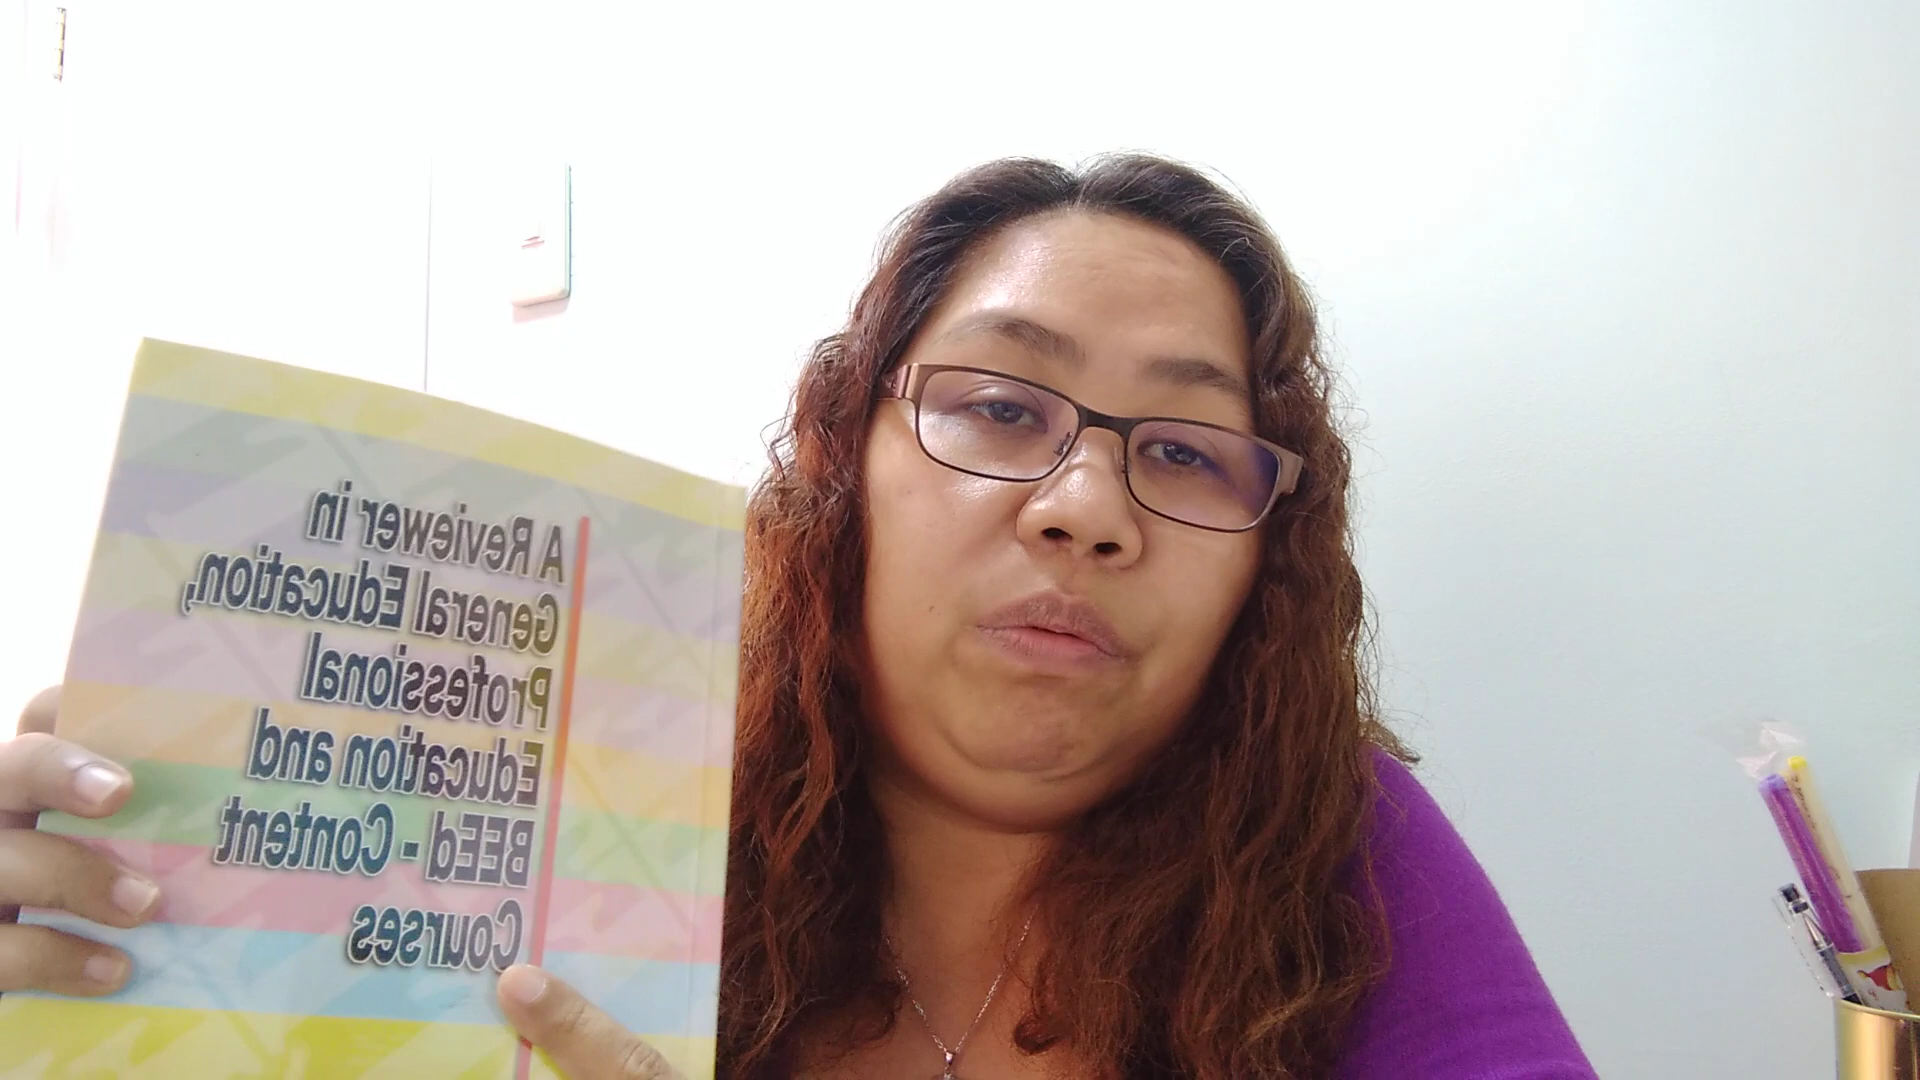 A Reviewer in
General Education,
Professional
Education and
BEEd - Content
Courses